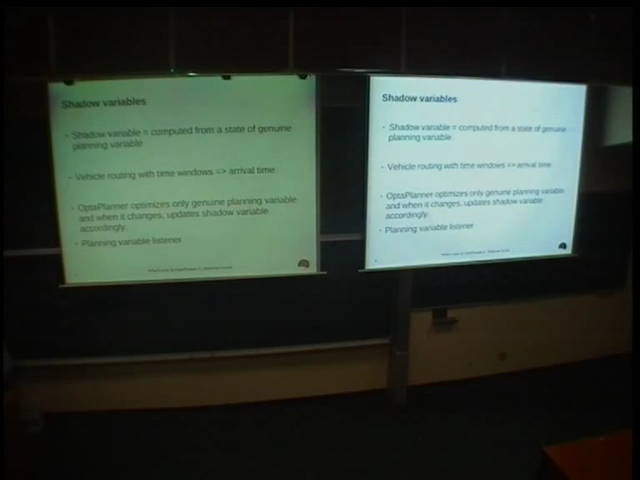 Shadow variables
Shadow variable = computed from a state of genuine
planning variable
Vehicle routing with time windows => arrival time
OptaPlanner optimizes only genuine planning variable
and when it changes, updates shadow variable
accordingly.
Planning variable listener
Shadow variables
Shadow variable = computed from a state of genuine
planning variable
Vehicle routing with time windows => arrival time
OptaPlanner optimizes only genuine planning variable
and when it changes, updates shadow variable
accordingly.
Planning variable listener